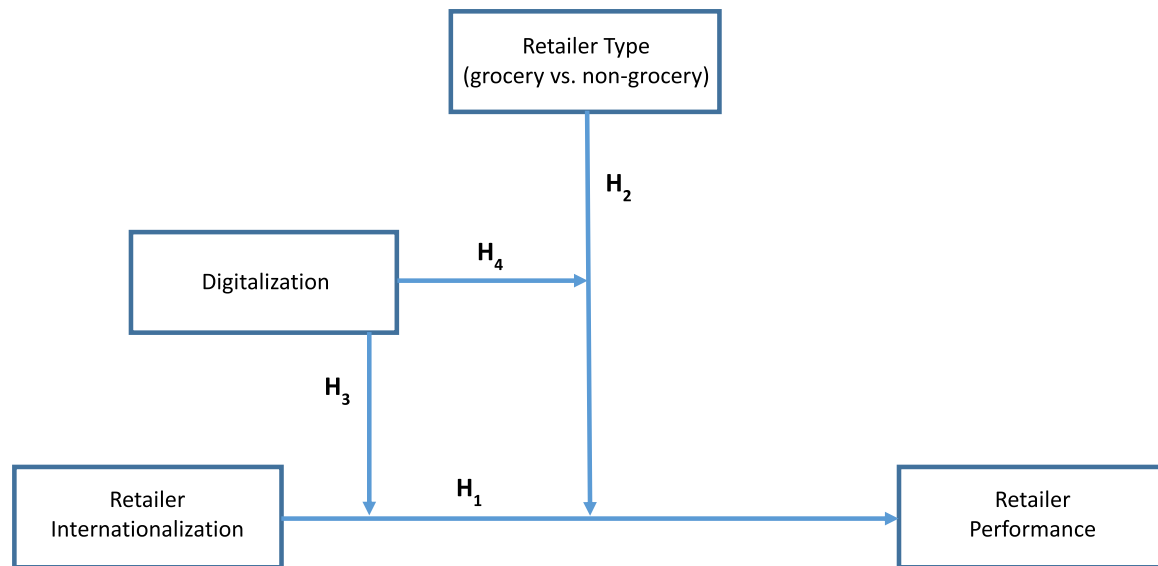 Retailer Type
(grocery vs. non-grocery)
H₂
Digitalization
H₄
H₃
Retailer
Internationalization
H₁
Retailer
Performance